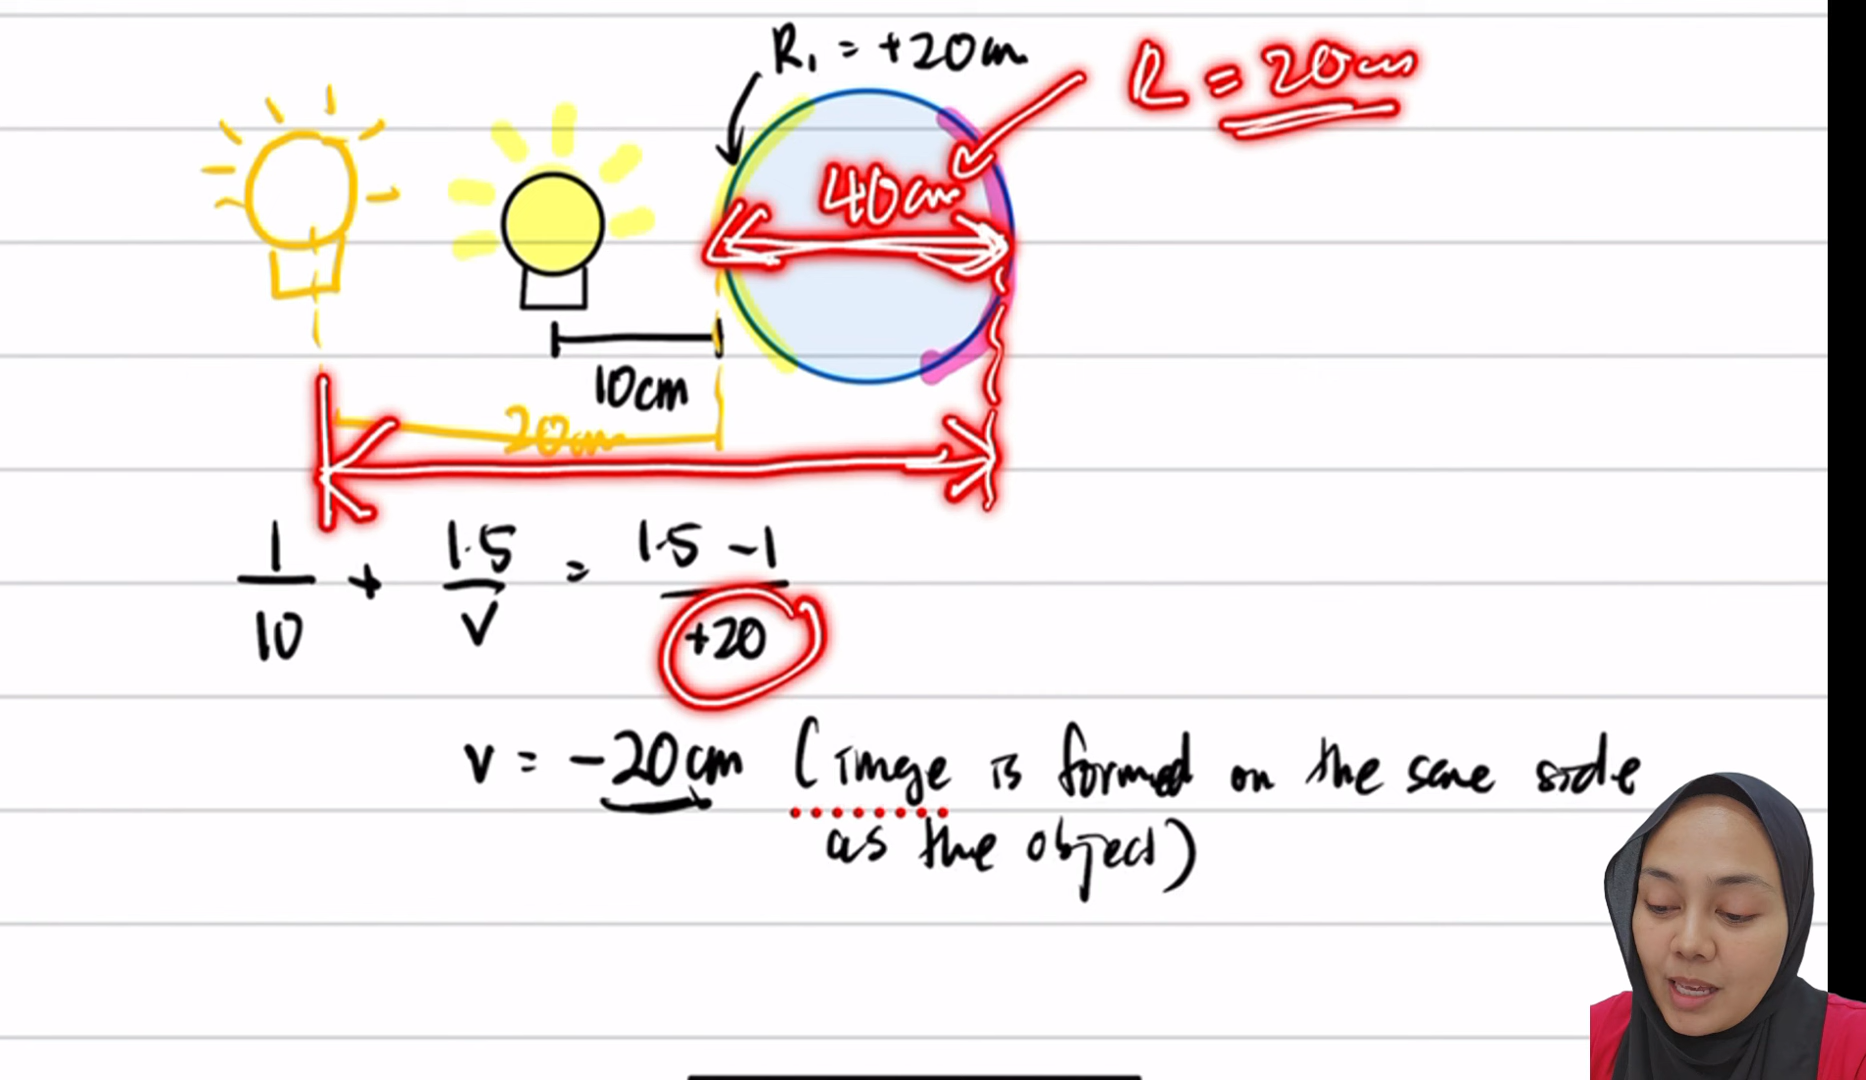 R₁ = +20cm
R = 20cm
40cm
10cm
20cm
1/10 + 1.5/v = 1.5 - 1/+20
v = -20cm (imge is formed on the same side
as the object)